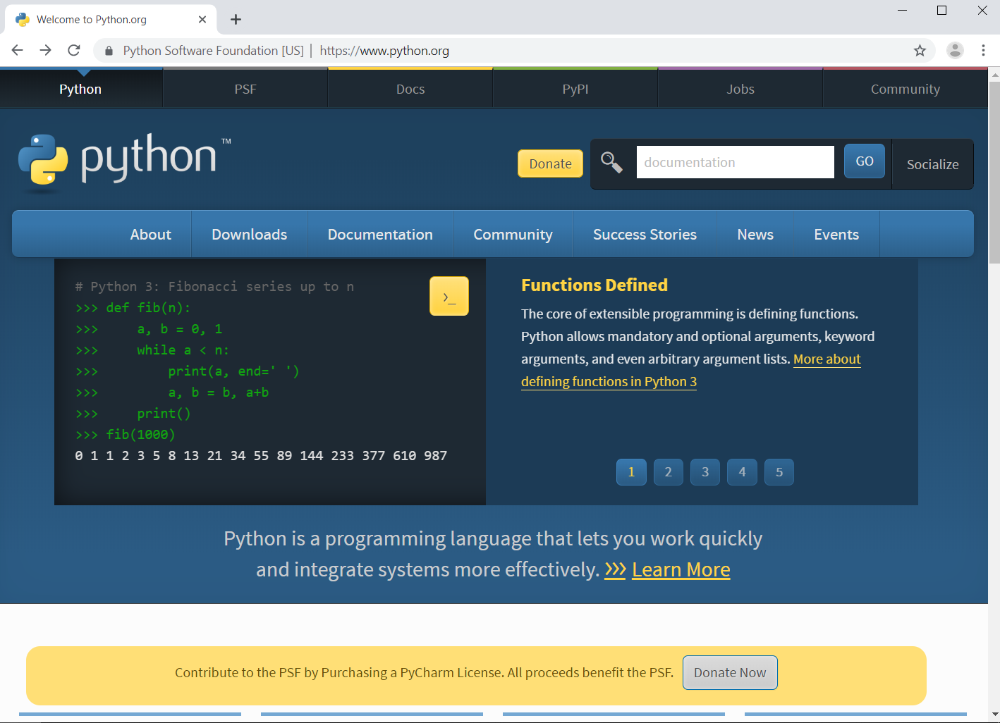 Welcome to Python.org
Python Software Foundation [US] | https://www.python.org
Python PSF Docs PyPI Jobs Community
python™
Donate documentation GO Socialize
About Downloads Documentation Community Success Stories News Events
# Python 3: Fibonacci series up to n
>>> def fib(n):
>>>     a, b = 0, 1
>>>     while a < n:
>>>         print(a, end=' ')
>>>         a, b = b, a+b
>>>     print()
>>> fib(1000)
0 1 1 2 3 5 8 13 21 34 55 89 144 233 377 610 987
>_
Functions Defined
The core of extensible programming is defining functions.
Python allows mandatory and optional arguments, keyword
arguments, and even arbitrary argument lists. More about
defining functions in Python 3
1 2 3 4 5
Python is a programming language that lets you work quickly
and integrate systems more effectively. >>> Learn More
Contribute to the PSF by Purchasing a PyCharm License. All proceeds benefit the PSF. Donate Now